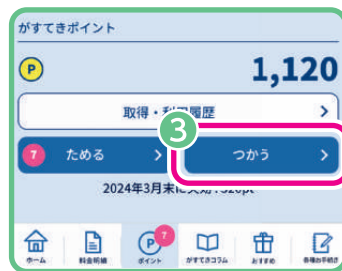 がすてきポイント
P 1,120
取得・利用履歴
3
7 ためる つかう
2024年3月末に失効:320pt
7
ホーム 料金明細 ポイント がすてきコラム おすすめ 各種お手続き